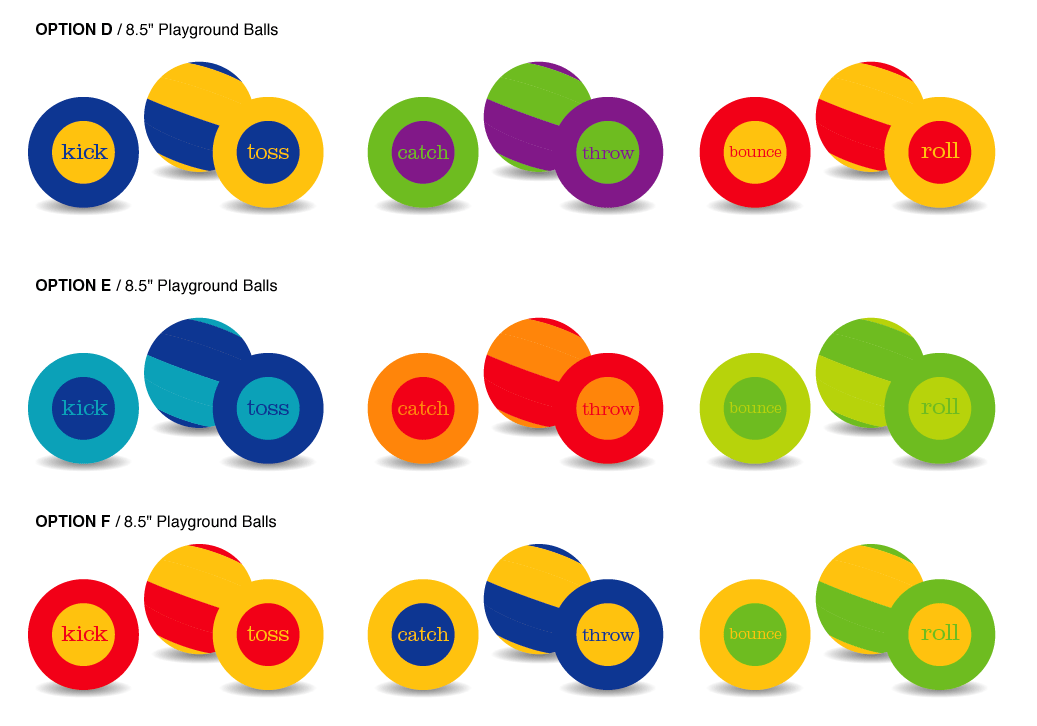 OPTION D / 8.5" Playground Balls
kick toss catch throw bounce roll
OPTION E / 8.5" Playground Balls
kick toss catch throw bounce roll
OPTION F / 8.5" Playground Balls
kick toss catch throw bounce roll